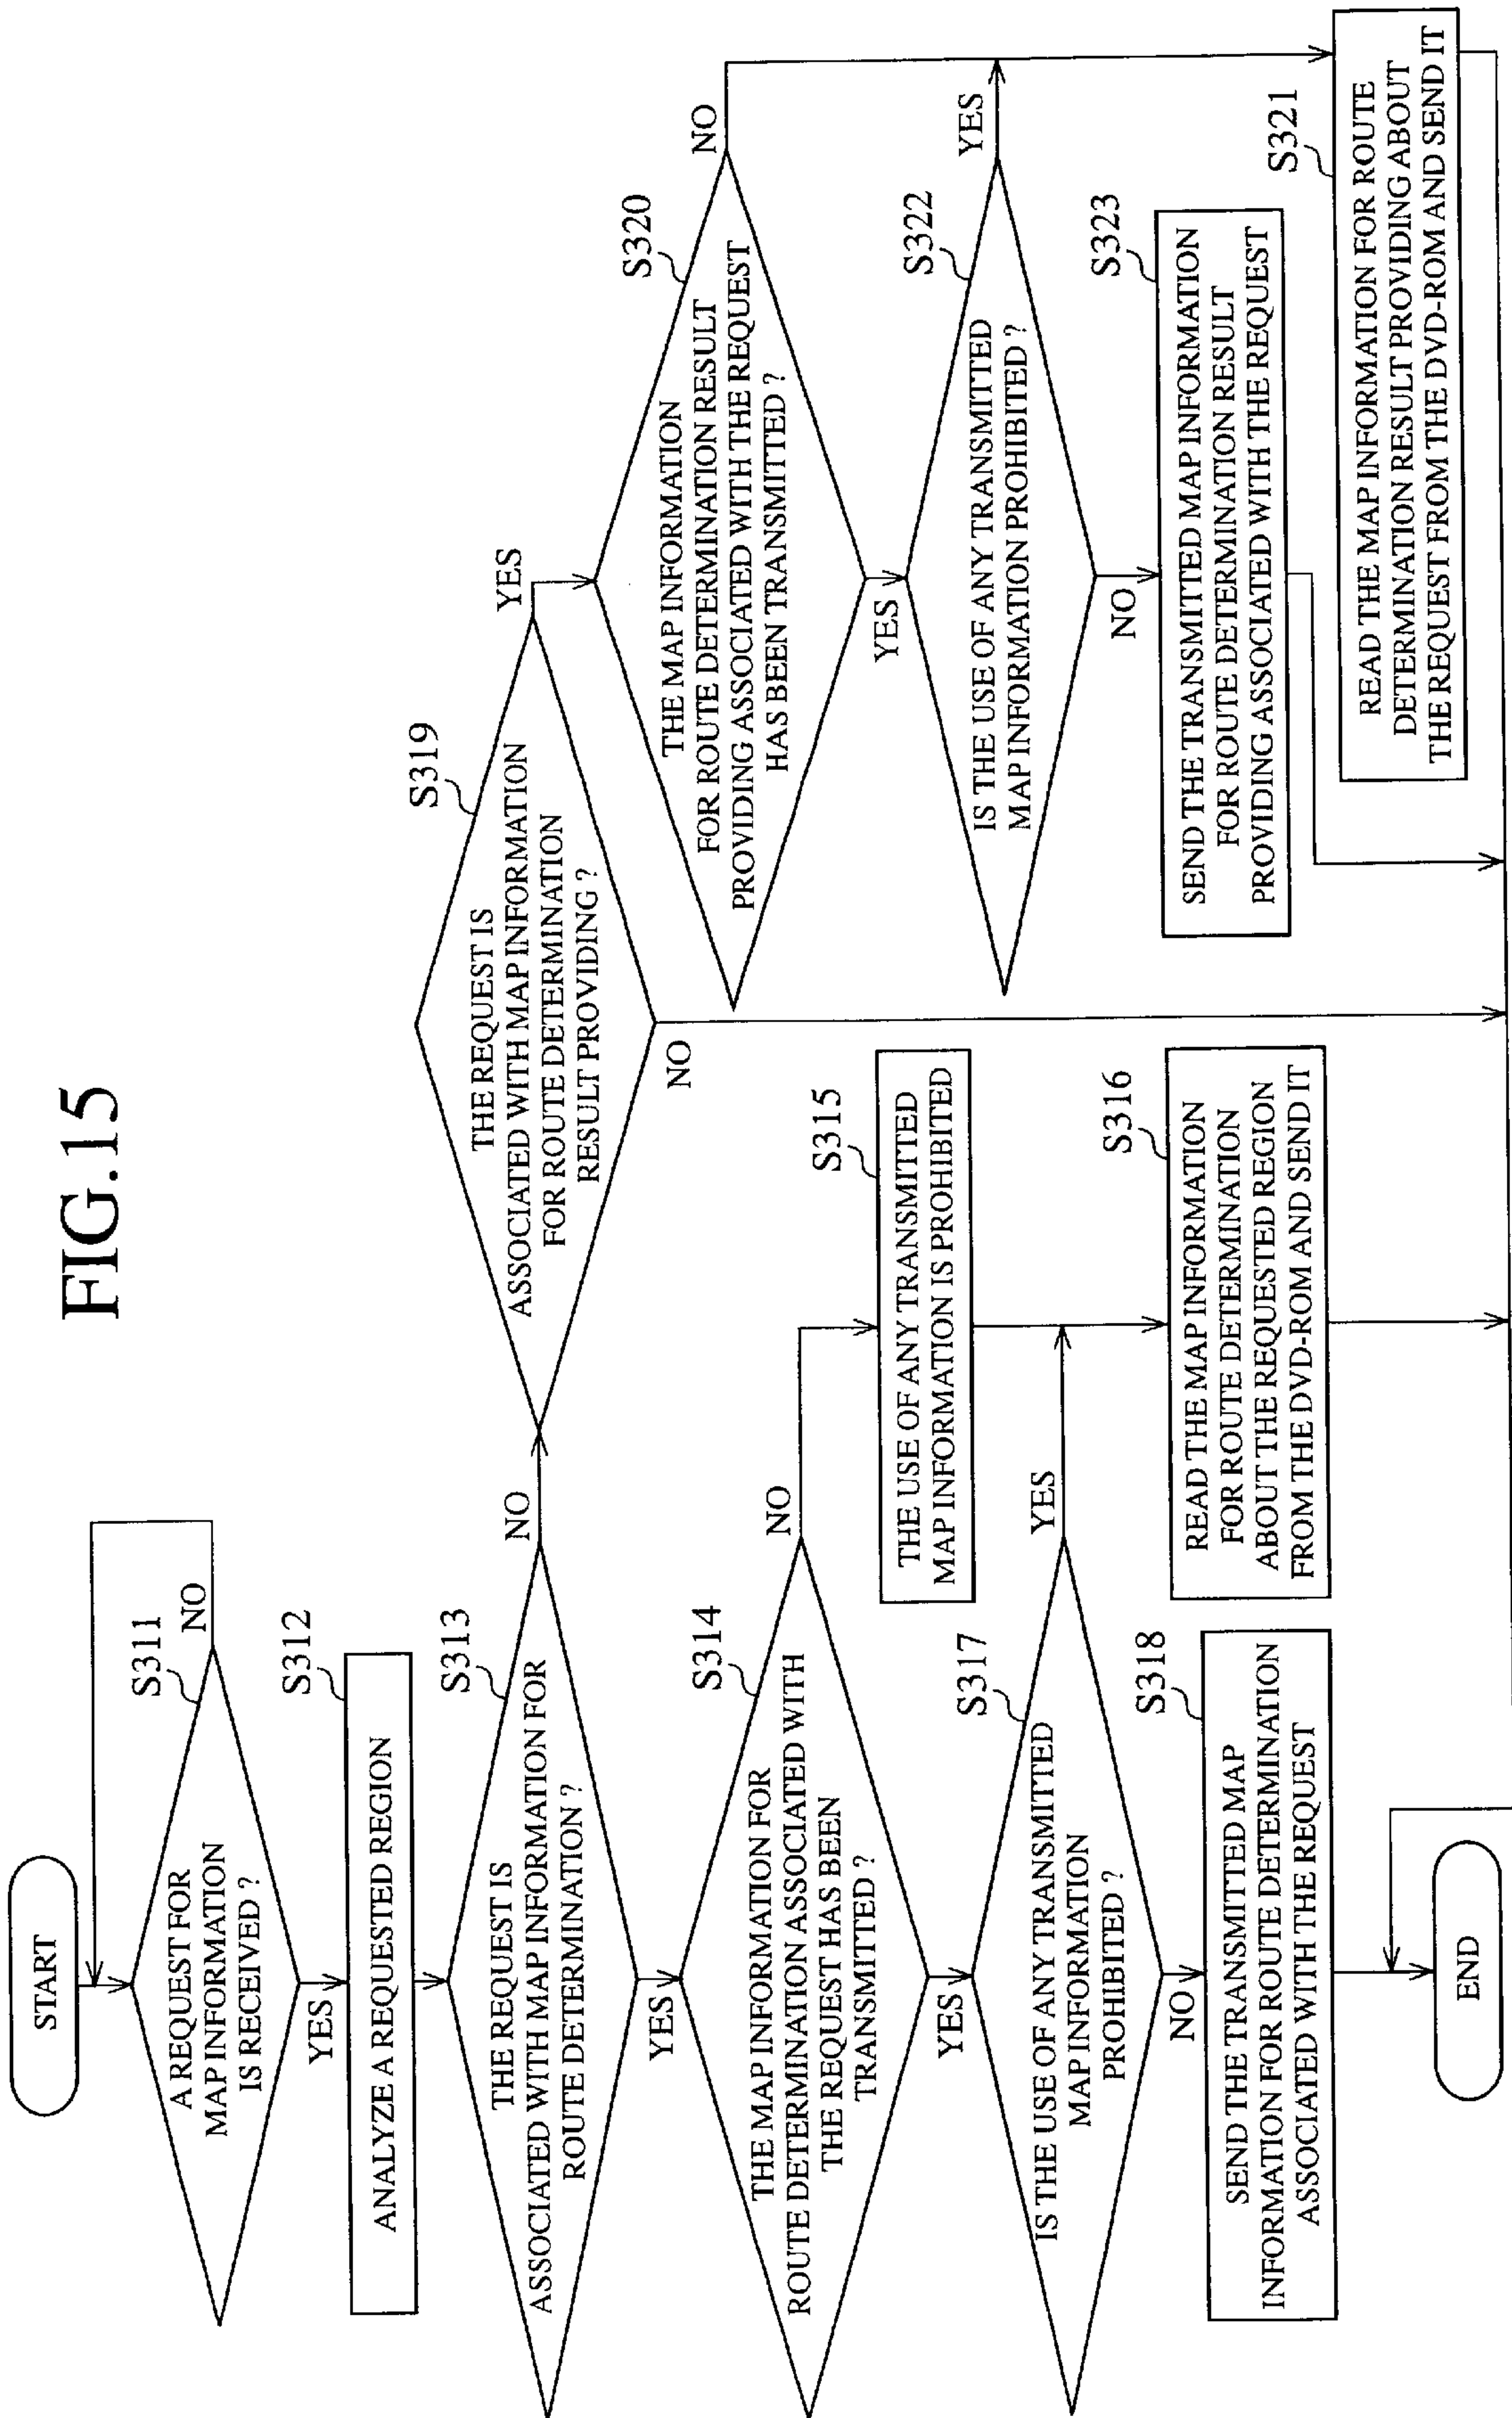 FIG.15
START
A REQUEST FOR
MAP INFORMATION
IS RECEIVED ?
S311
NO
YES
ANALYZE A REQUESTED REGION
S312
THE REQUEST IS
ASSOCIATED WITH MAP INFORMATION FOR
ROUTE DETERMINATION ?
S313
NO
YES
THE MAP INFORMATION FOR
ROUTE DETERMINATION ASSOCIATED WITH
THE REQUEST HAS BEEN
TRANSMITTED ?
S314
NO
YES
THE USE OF ANY TRANSMITTED
MAP INFORMATION IS PROHIBITED
S315
READ THE MAP INFORMATION
FOR ROUTE DETERMINATION
ABOUT THE REQUESTED REGION
FROM THE DVD-ROM AND SEND IT
S316
IS THE USE OF ANY TRANSMITTED
MAP INFORMATION
PROHIBITED ?
S317
YES
NO
SEND THE TRANSMITTED MAP
INFORMATION FOR ROUTE DETERMINATION
ASSOCIATED WITH THE REQUEST
S318
END
THE REQUEST IS
ASSOCIATED WITH MAP INFORMATION
FOR ROUTE DETERMINATION
RESULT PROVIDING ?
S319
YES
NO
THE MAP INFORMATION
FOR ROUTE DETERMINATION RESULT
PROVIDING ASSOCIATED WITH THE REQUEST
HAS BEEN TRANSMITTED ?
S320
NO
YES
IS THE USE OF ANY TRANSMITTED
MAP INFORMATION PROHIBITED ?
S322
YES
NO
SEND THE TRANSMITTED MAP INFORMATION
FOR ROUTE DETERMINATION RESULT
PROVIDING ASSOCIATED WITH THE REQUEST
S323
READ THE MAP INFORMATION FOR ROUTE
DETERMINATION RESULT PROVIDING ABOUT
THE REQUEST FROM THE DVD-ROM AND SEND IT
S321